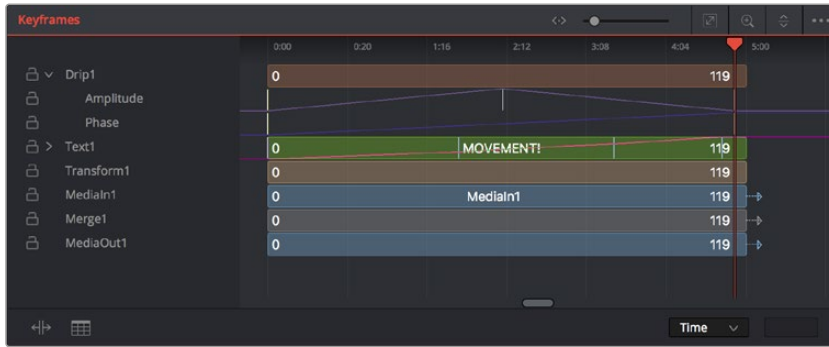 Keyframes
0:00 0:20 1:16 2:12 3:08 4:04 5:00
Drip1 0 119
Amplitude
Phase
Text1 0 MOVEMENT! 119
Transform1 0 119
MediaIn1 0 MediaIn1 119
Merge1 0 119
MediaOut1 0 119
Time